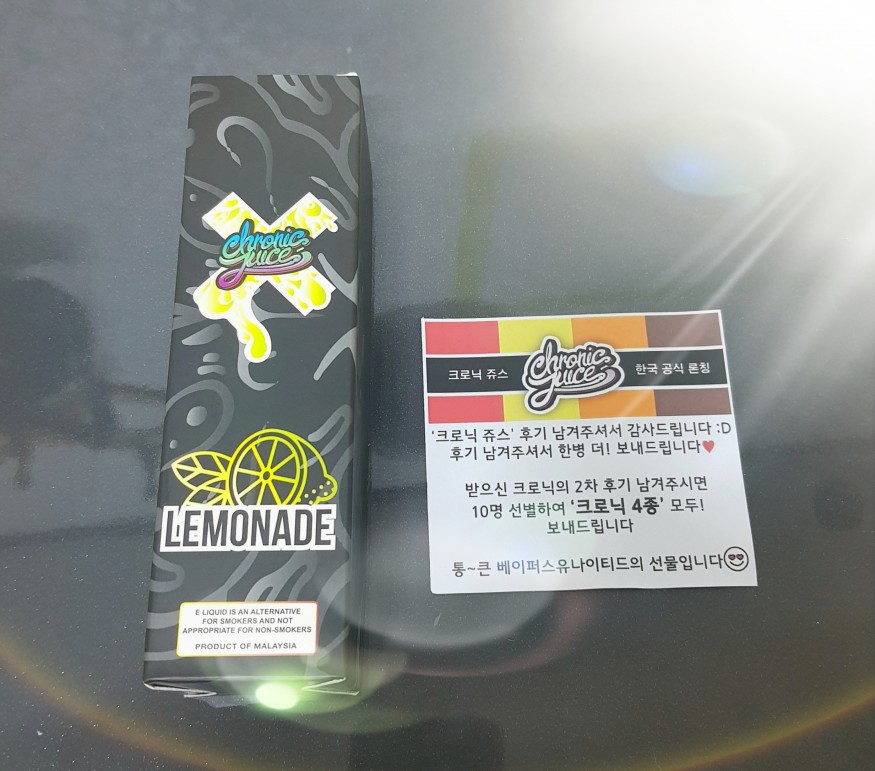 chronic
juice
LEMONADE
E LIQUID IS AN ALTERNATIVE
FOR SMOKERS AND NOT
APPROPRIATE FOR NON-SMOKERS
PRODUCT OF MALAYSIA
크로닉 쥬스
chronic
juice
한국 공식 론칭
'크로닉 쥬스' 후기 남겨주셔서 감사드립니다 :D
후기 남겨주셔서 한병 더! 보내드립니다♥
받으신 크로닉의 2차 후기 남겨주시면
10명 선별하여 '크로닉 4종' 모두!
보내드립니다
통~큰 베이퍼스유나이티드의 선물입니다😍